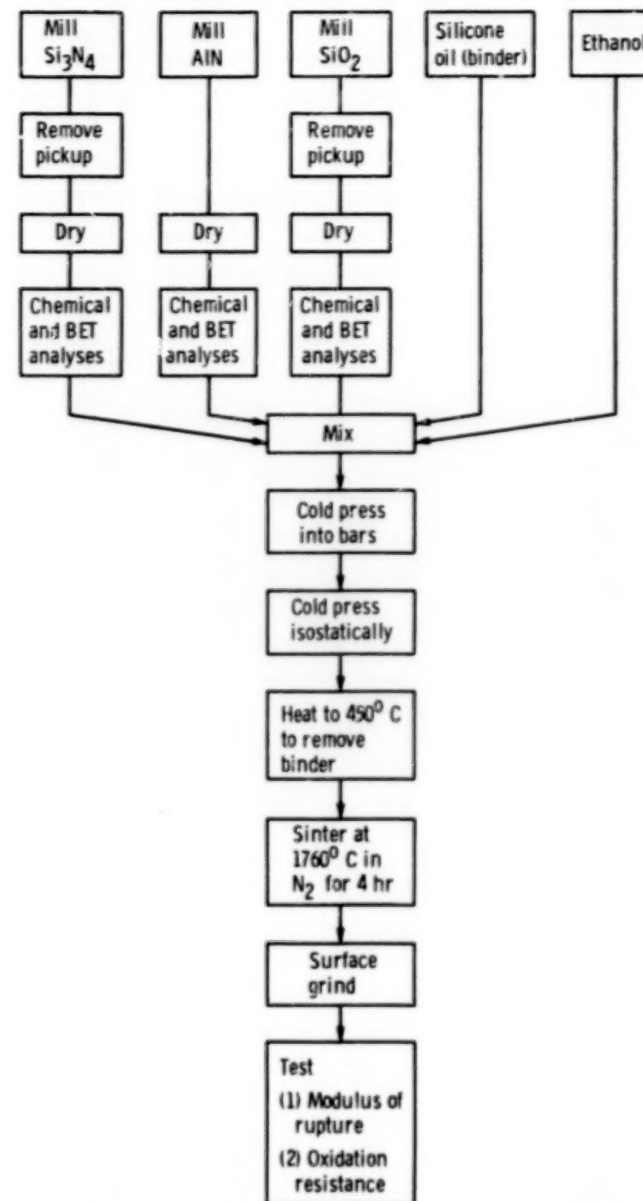 Mill
Si3N4
Mill
AlN
Mill
SiO2
Silicone
oil (binder)
Ethanol
Remove
pickup
Remove
pickup
Dry
Dry
Dry
Chemical
and BET
analyses
Chemical
and BET
analyses
Chemical
and BET
analyses
Mix
Cold press
into bars
Cold press
isostatically
Heat to 450⁰ C
to remove
binder
Sinter at
1760⁰ C in
N2 for 4 hr
Surface
grind
Test
(1) Modulus of
rupture
(2) Oxidation
resistance